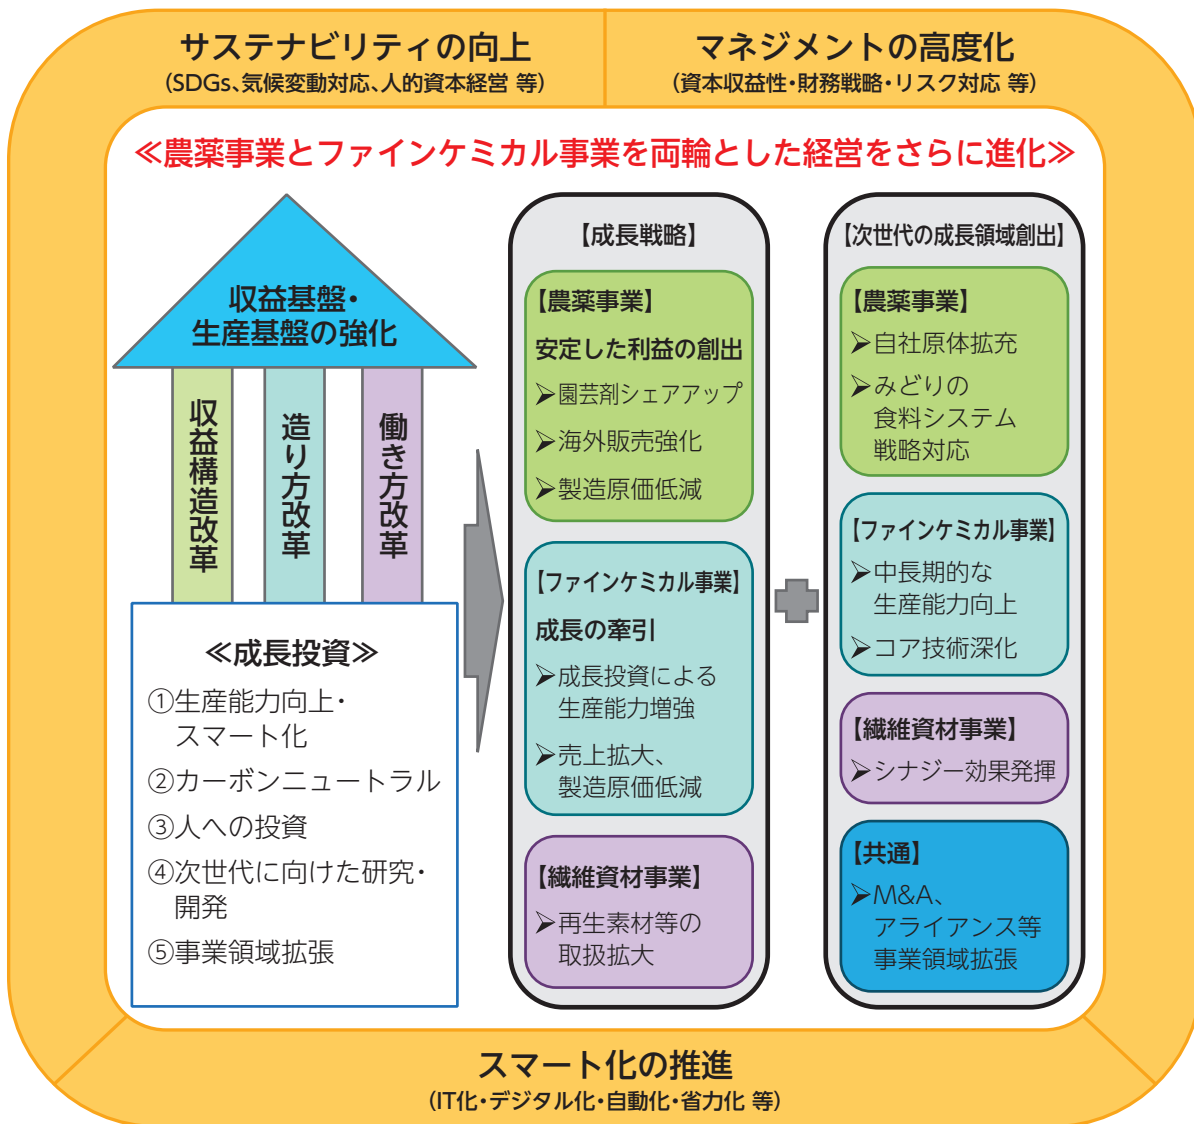 サステナビリティの向上
(SDGs、気候変動対応、人的資本経営 等)
マネジメントの高度化
(資本収益性・財務戦略・リスク対応 等)
≪農薬事業とファインケミカル事業を両輪とした経営をさらに進化≫
収益基盤・
生産基盤の強化
収益構造改革
造り方改革
働き方改革
≪成長投資≫
①生産能力向上・
スマート化
②カーボンニュートラル
③人への投資
④次世代に向けた研究・
開発
⑤事業領域拡張
【成長戦略】
【農薬事業】
安定した利益の創出
➢園芸剤シェアアップ
➢海外販売強化
➢製造原価低減
【ファインケミカル事業】
成長の牽引
➢成長投資による
生産能力増強
➢売上拡大、
製造原価低減
【繊維資材事業】
➢再生素材等の
取扱拡大
【次世代の成長領域創出】
【農薬事業】
➢自社原体拡充
➢みどりの
食料システム
戦略対応
【ファインケミカル事業】
➢中長期的な
生産能力向上
➢コア技術深化
【繊維資材事業】
➢シナジー効果発揮
【共通】
➢M&A、
アライアンス等
事業領域拡張
スマート化の推進
(IT化・デジタル化・自動化・省力化 等)